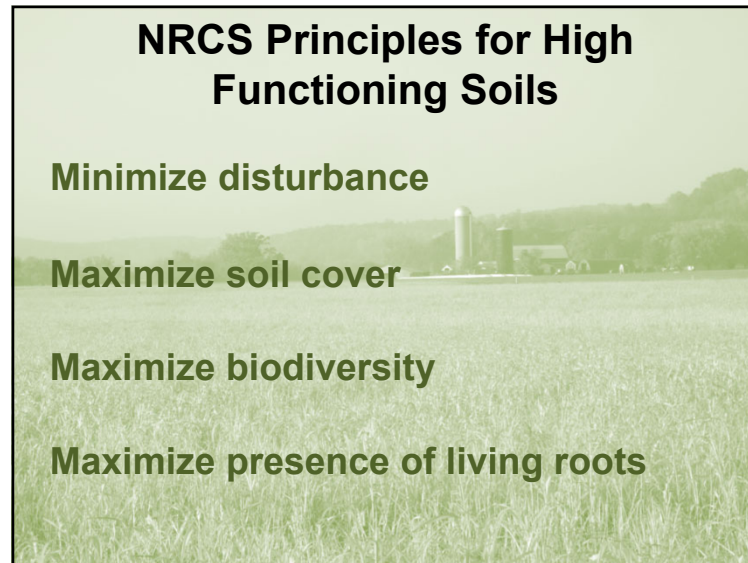 NRCS Principles for High
Functioning Soils
Minimize disturbance
Maximize soil cover
Maximize biodiversity
Maximize presence of living roots